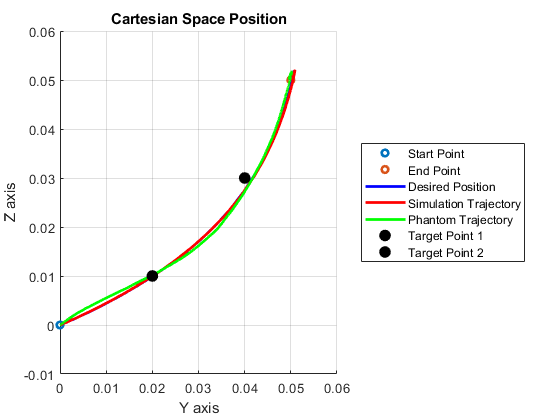 Cartesian Space Position
0.06
0.05
0.04
0.03
0.02
0.01
0
-0.01
Z axis
0 0.01 0.02 0.03 0.04 0.05 0.06
Y axis
Start Point
End Point
Desired Position
Simulation Trajectory
Phantom Trajectory
Target Point 1
Target Point 2